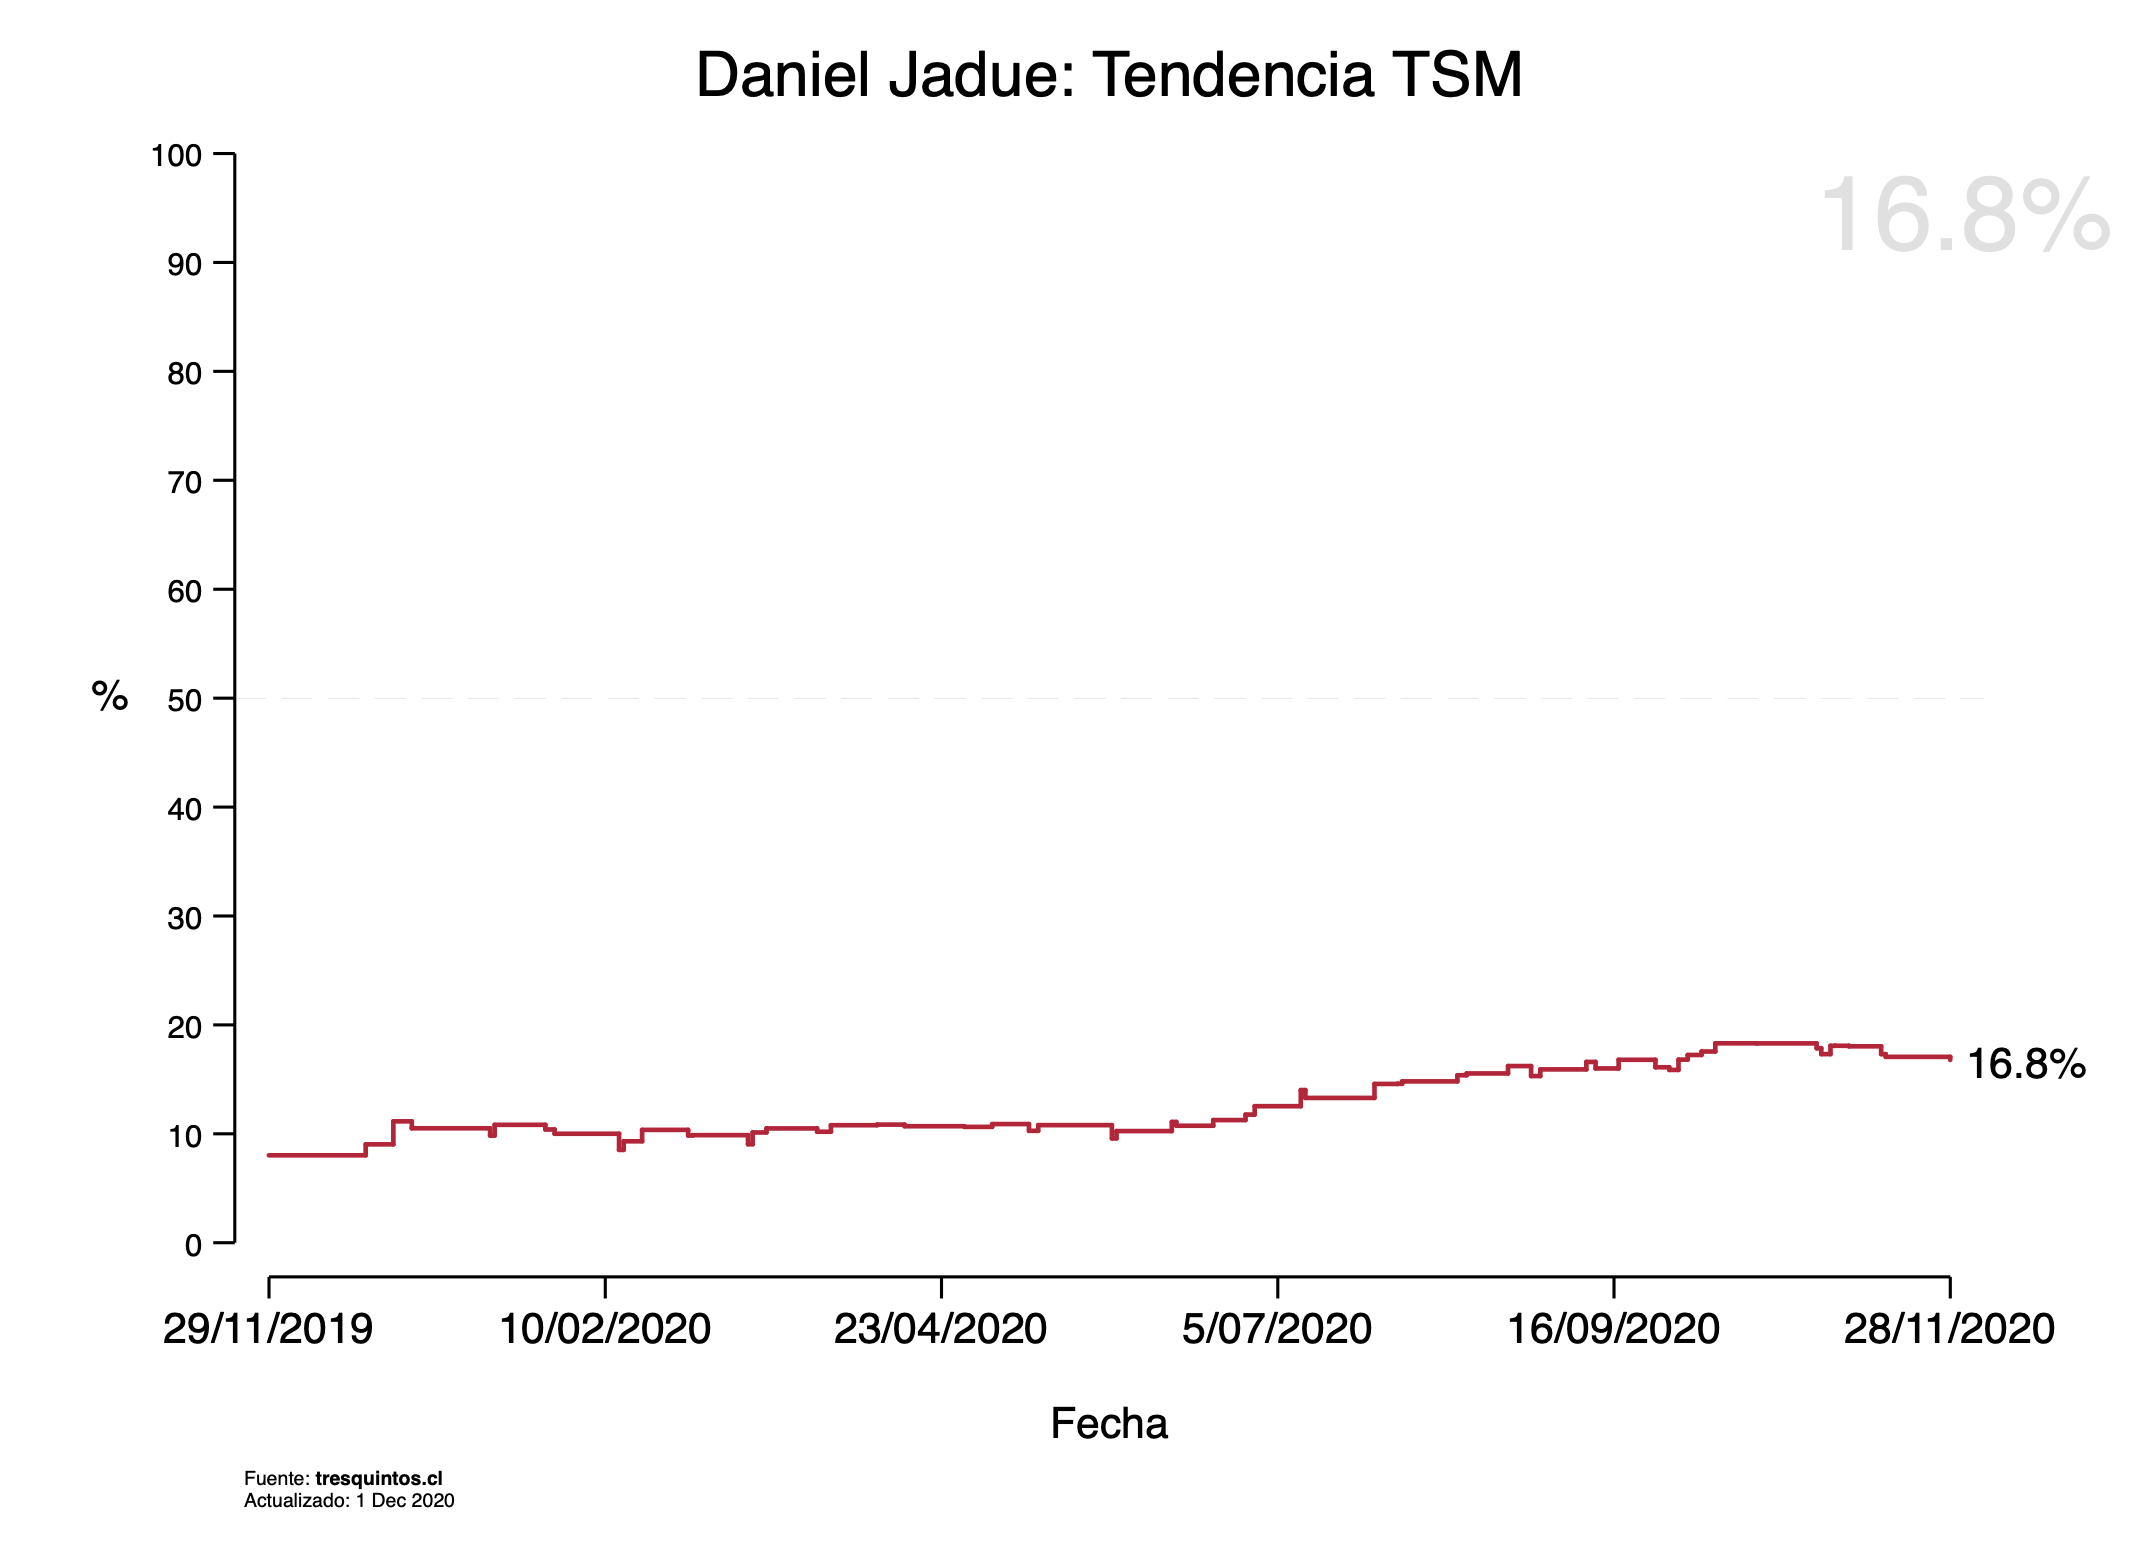 Daniel Jadue: Tendencia TSM
16.8%
100
90
80
70
60
50
40
30
20
10
0
%
16.8%
29/11/2019 10/02/2020 23/04/2020 5/07/2020 16/09/2020 28/11/2020
Fecha
Fuente: tresquintos.cl
Actualizado: 1 Dec 2020